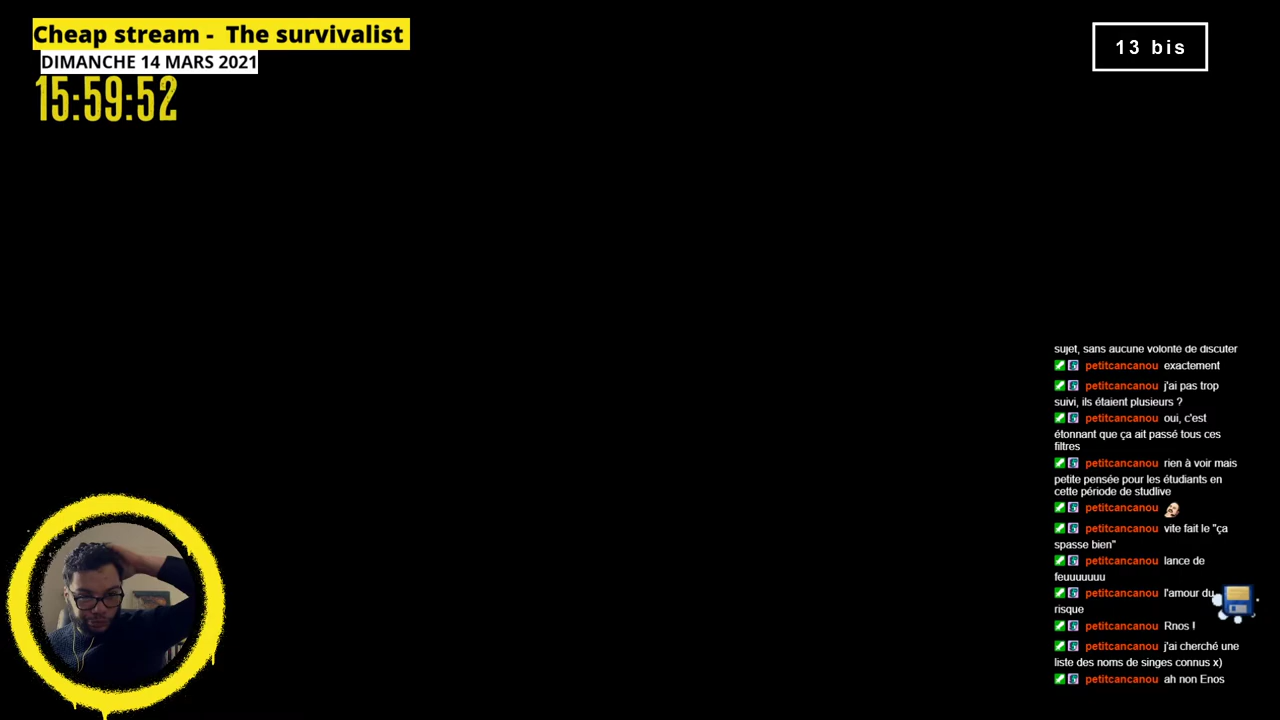 Cheap stream - The survivalist
DIMANCHE 14 MARS 2021
15:59:52
13 bis
sujet, sans aucune volonté de discuter
petitcancanou exactement
petitcancanou j'ai pas trop
suivi, ils étaient plusieurs ?
petitcancanou oui, c'est
étonnant que ça ait passé tous ces
filtres
petitcancanou rien à voir mais
petite pensée pour les étudiants en
cette période de studlive
petitcancanou
petitcancanou vite fait le "ça
spasse bien"
petitcancanou lance de
feuuuuuuu
petitcancanou l'amour du
risque
petitcancanou Rnos !
petitcancanou j'ai cherché une
liste des noms de singes connus x)
petitcancanou ah non Enos